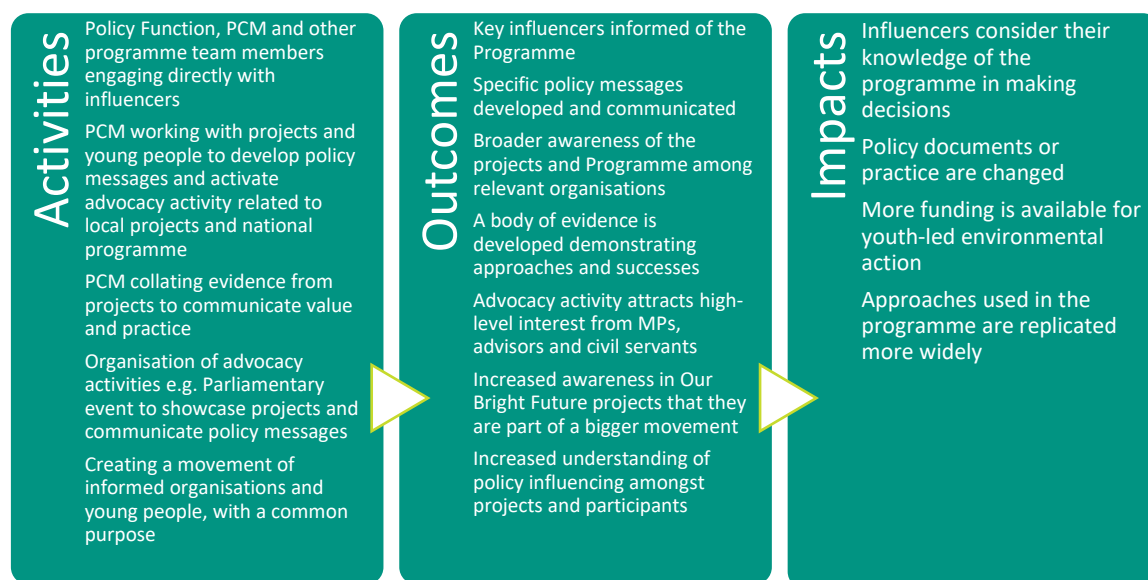 Activities
Policy Function, PCM and other
programme team members
engaging directly with
influencers
PCM working with projects and
young people to develop policy
messages and activate
advocacy activity related to
local projects and national
programme
PCM collating evidence from
projects to communicate value
and practice
Organisation of advocacy
activities e.g. Parliamentary
event to showcase projects and
communicate policy messages
Creating a movement of
informed organisations and
young people, with a common
purpose
Outcomes
Key influencers informed of the
Programme
Specific policy messages
developed and communicated
Broader awareness of the
projects and Programme among
relevant organisations
A body of evidence is
developed demonstrating
approaches and successes
Advocacy activity attracts high-
level interest from MPs,
advisors and civil servants
Increased awareness in Our
Bright Future projects that they
are part of a bigger movement
Increased understanding of
policy influencing amongst
projects and participants
Impacts
Influencers consider their
knowledge of the
programme in making
decisions
Policy documents or
practice are changed
More funding is available for
youth-led environmental
action
Approaches used in the
programme are replicated
more widely